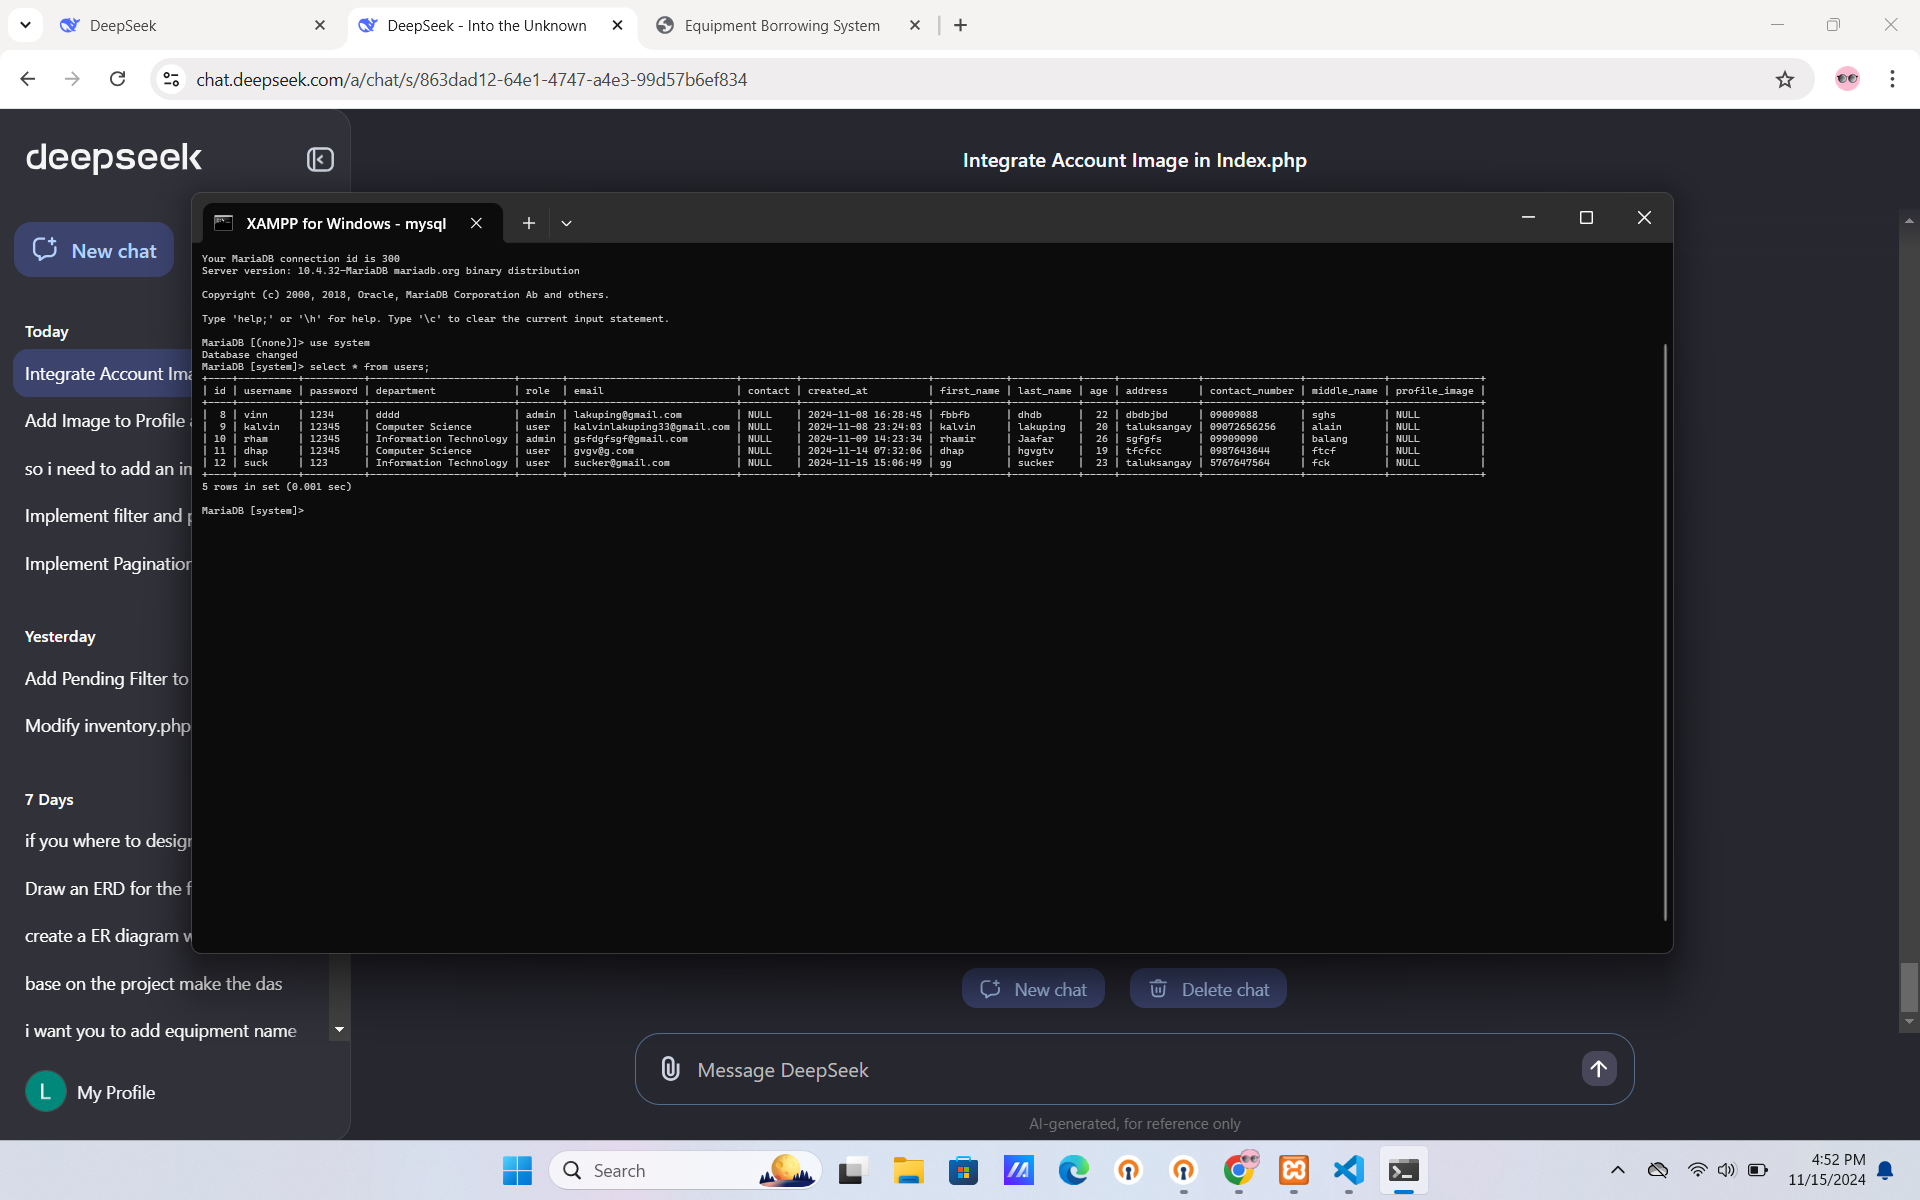 DeepSeek
DeepSeek - Into the Unknown
Equipment Borrowing System
chat.deepseek.com/a/chat/s/863dad12-64e1-4747-a4e3-99d57b6ef834
deepseek
New chat
Today
Integrate Account Ima
Add Image to Profile a
so i need to add an im
Implement filter and p
Implement Pagination
Yesterday
Add Pending Filter to
Modify inventory.php
7 Days
if you where to design
Draw an ERD for the f
create a ER diagram w
base on the project make the das
i want you to add equipment name
L My Profile
Integrate Account Image in Index.php
XAMPP for Windows - mysql
Your MariaDB connection id is 300
Server version: 10.4.32-MariaDB mariadb.org binary distribution
Copyright (c) 2000, 2018, Oracle, MariaDB Corporation Ab and others.
Type 'help;' or '\h' for help. Type '\c' to clear the current input statement.
MariaDB [(none)]> use system
Database changed
MariaDB [system]> select * from users;
| id | username | password | department | role | email | contact | created_at | first_name | last_name | age | address | contact_number | middle_name | profile_image |
| 8 | vinn | 1234 | dddd | admin | lakuping@gmail.com | NULL | 2024-11-08 16:28:45 | fbbfb | dhdb | 22 | dbdbjbd | 09009088 | sghs | NULL |
| 9 | kalvin | 12345 | Computer Science | user | kalvinlakuping33@gmail.com | NULL | 2024-11-08 23:24:03 | kalvin | lakuping | 20 | taluksangay | 09072656256 | alain | NULL |
| 10 | rham | 12345 | Information Technology | admin | gsfdgfsgf@gmail.com | NULL | 2024-11-09 14:23:34 | rhamir | Jaafar | 26 | sgfgfs | 09909090 | balang | NULL |
| 11 | dhap | 12345 | Computer Science | user | gvgv@g.com | NULL | 2024-11-14 07:32:06 | dhap | hgvgtv | 19 | tfcfcc | 0987643644 | ftcf | NULL |
| 12 | suck | 123 | Information Technology | user | sucker@gmail.com | NULL | 2024-11-15 15:06:49 | gg | sucker | 23 | taluksangay | 5767647564 | fck | NULL |
5 rows in set (0.001 sec)
MariaDB [system]>
New chat
Delete chat
Message DeepSeek
AI-generated, for reference only
Search
4:52 PM
11/15/2024